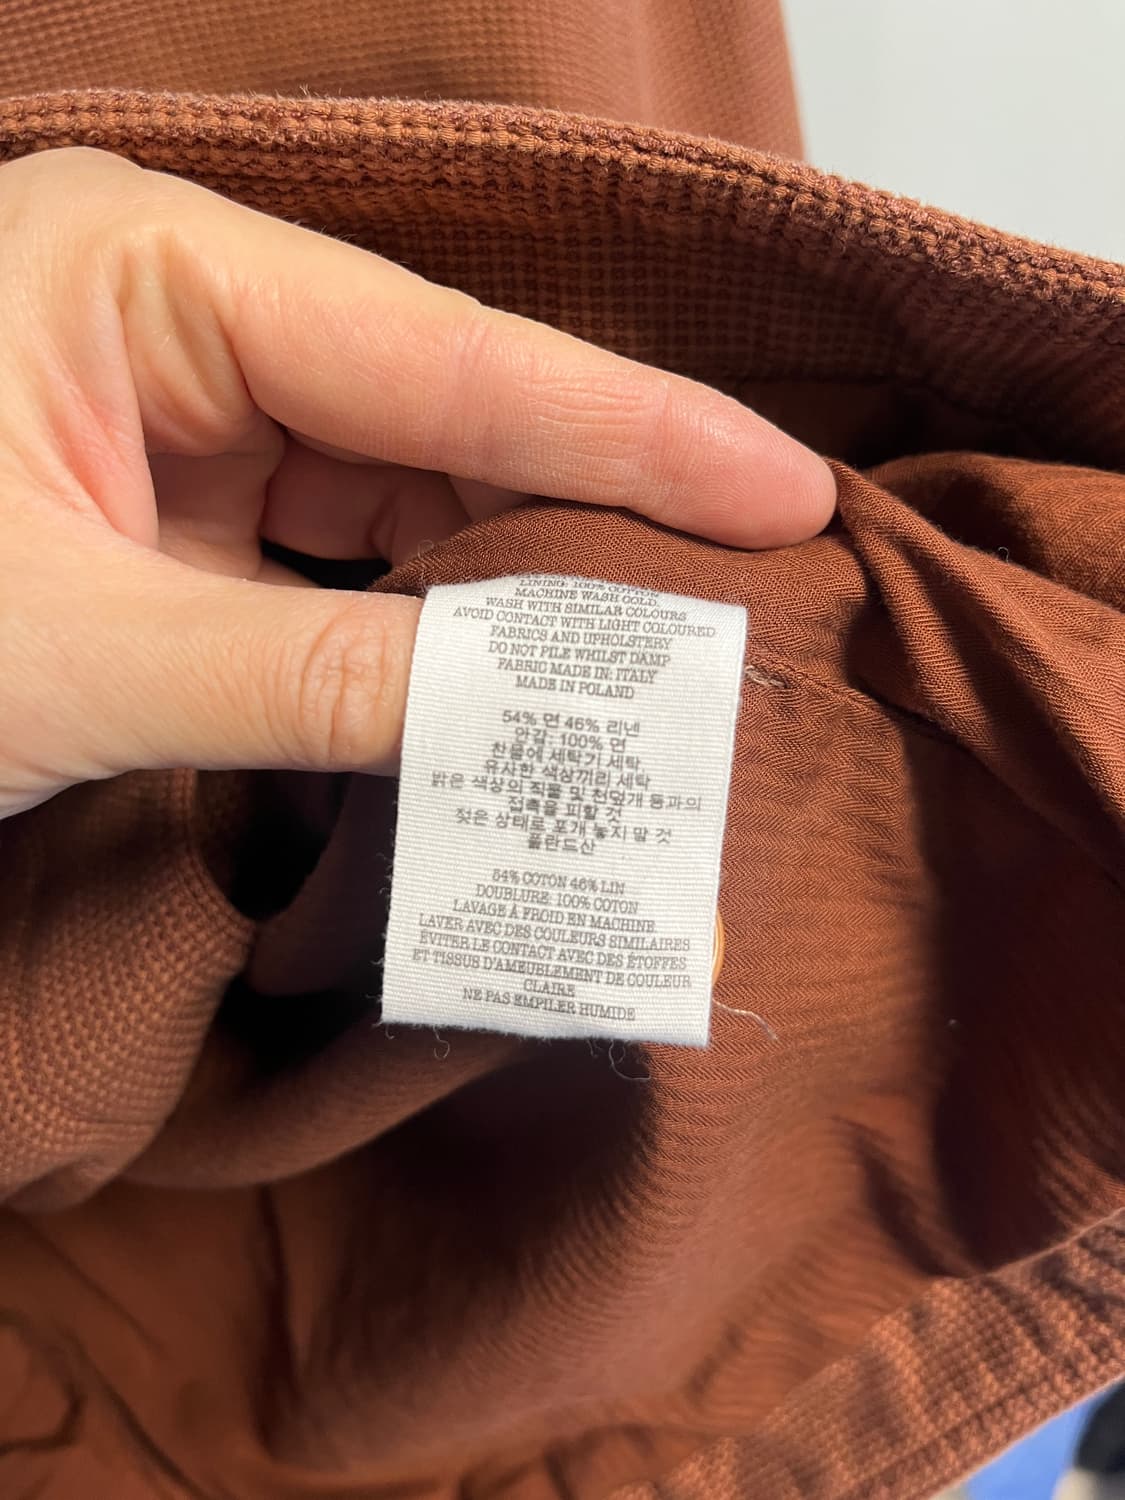 LINING: 100% COTTON
MACHINE WASH COLD.
WASH WITH SIMILAR COLOURS
AVOID CONTACT WITH LIGHT COLOURED
FABRICS AND UPHOLSTERY
DO NOT PILE WHILST DAMP
FABRIC MADE IN: ITALY
MADE IN POLAND
54% 면 46% 리넨
안감: 100% 면
찬물에 세탁기 세탁.
유사한 색상끼리 세탁
밝은 색상의 직물 및 천덮개 등과의
접촉을 피할 것
젖은 상태로 포개 놓지 말 것
폴란드산
54% COTON 46% LIN
DOUBLURE: 100% COTON
LAVAGE À FROID EN MACHINE
LAVER AVEC DES COULEURS SIMILAIRES
ÉVITER LE CONTACT AVEC DES ÉTOFFES
ET TISSUS D'AMEUBLEMENT DE COULEUR
CLAIRE
NE PAS EMPILER HUMIDE